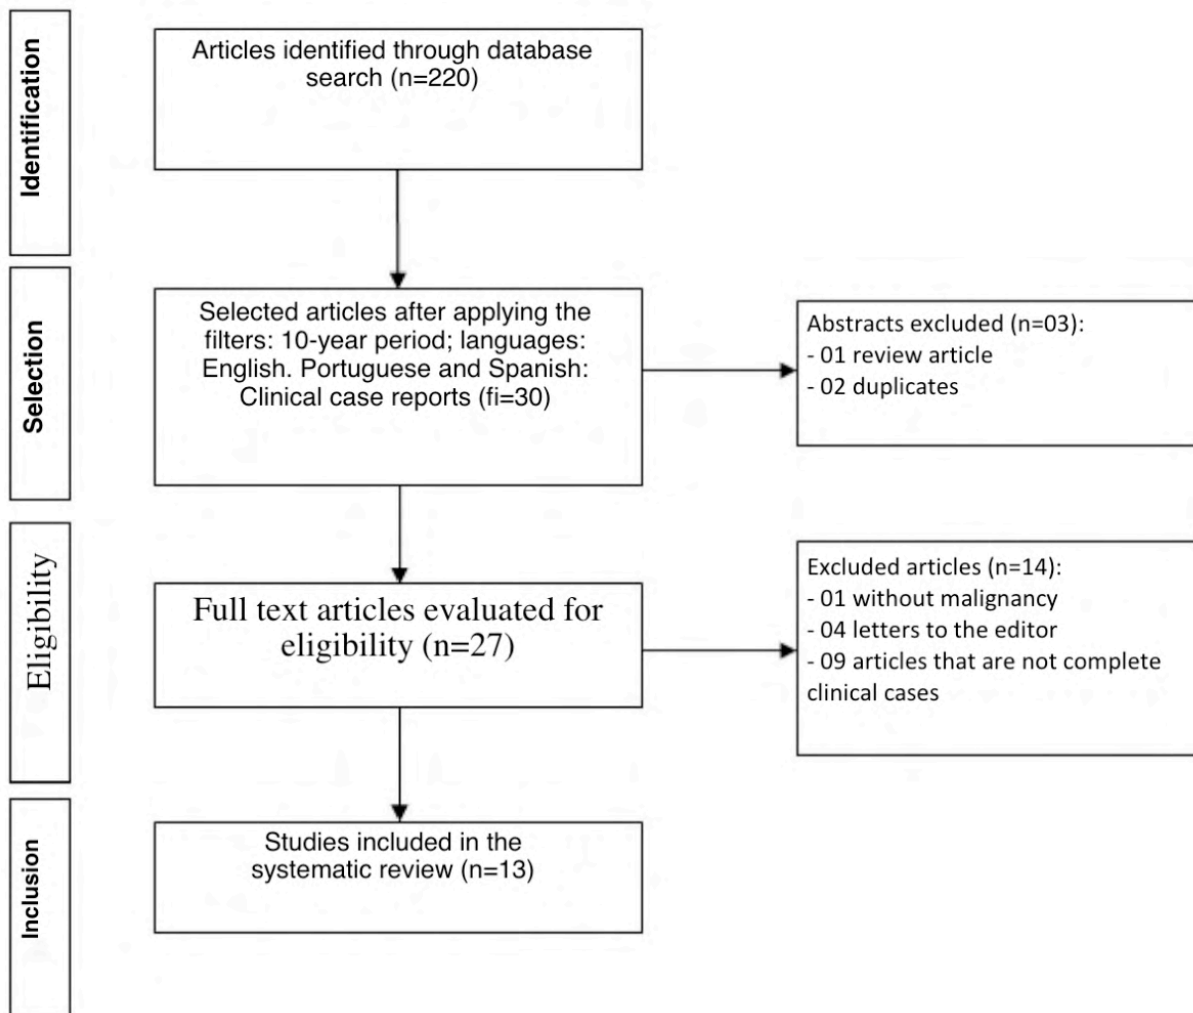 Identification
Articles identified through database
search (n=220)
Selection
Selected articles after applying the
filters: 10-year period; languages:
English. Portuguese and Spanish:
Clinical case reports (fi=30)
Abstracts excluded (n=03):
- 01 review article
- 02 duplicates
Eligibility
Full text articles evaluated for
eligibility (n=27)
Excluded articles (n=14):
- 01 without malignancy
- 04 letters to the editor
- 09 articles that are not complete
clinical cases
Inclusion
Studies included in the
systematic review (n=13)